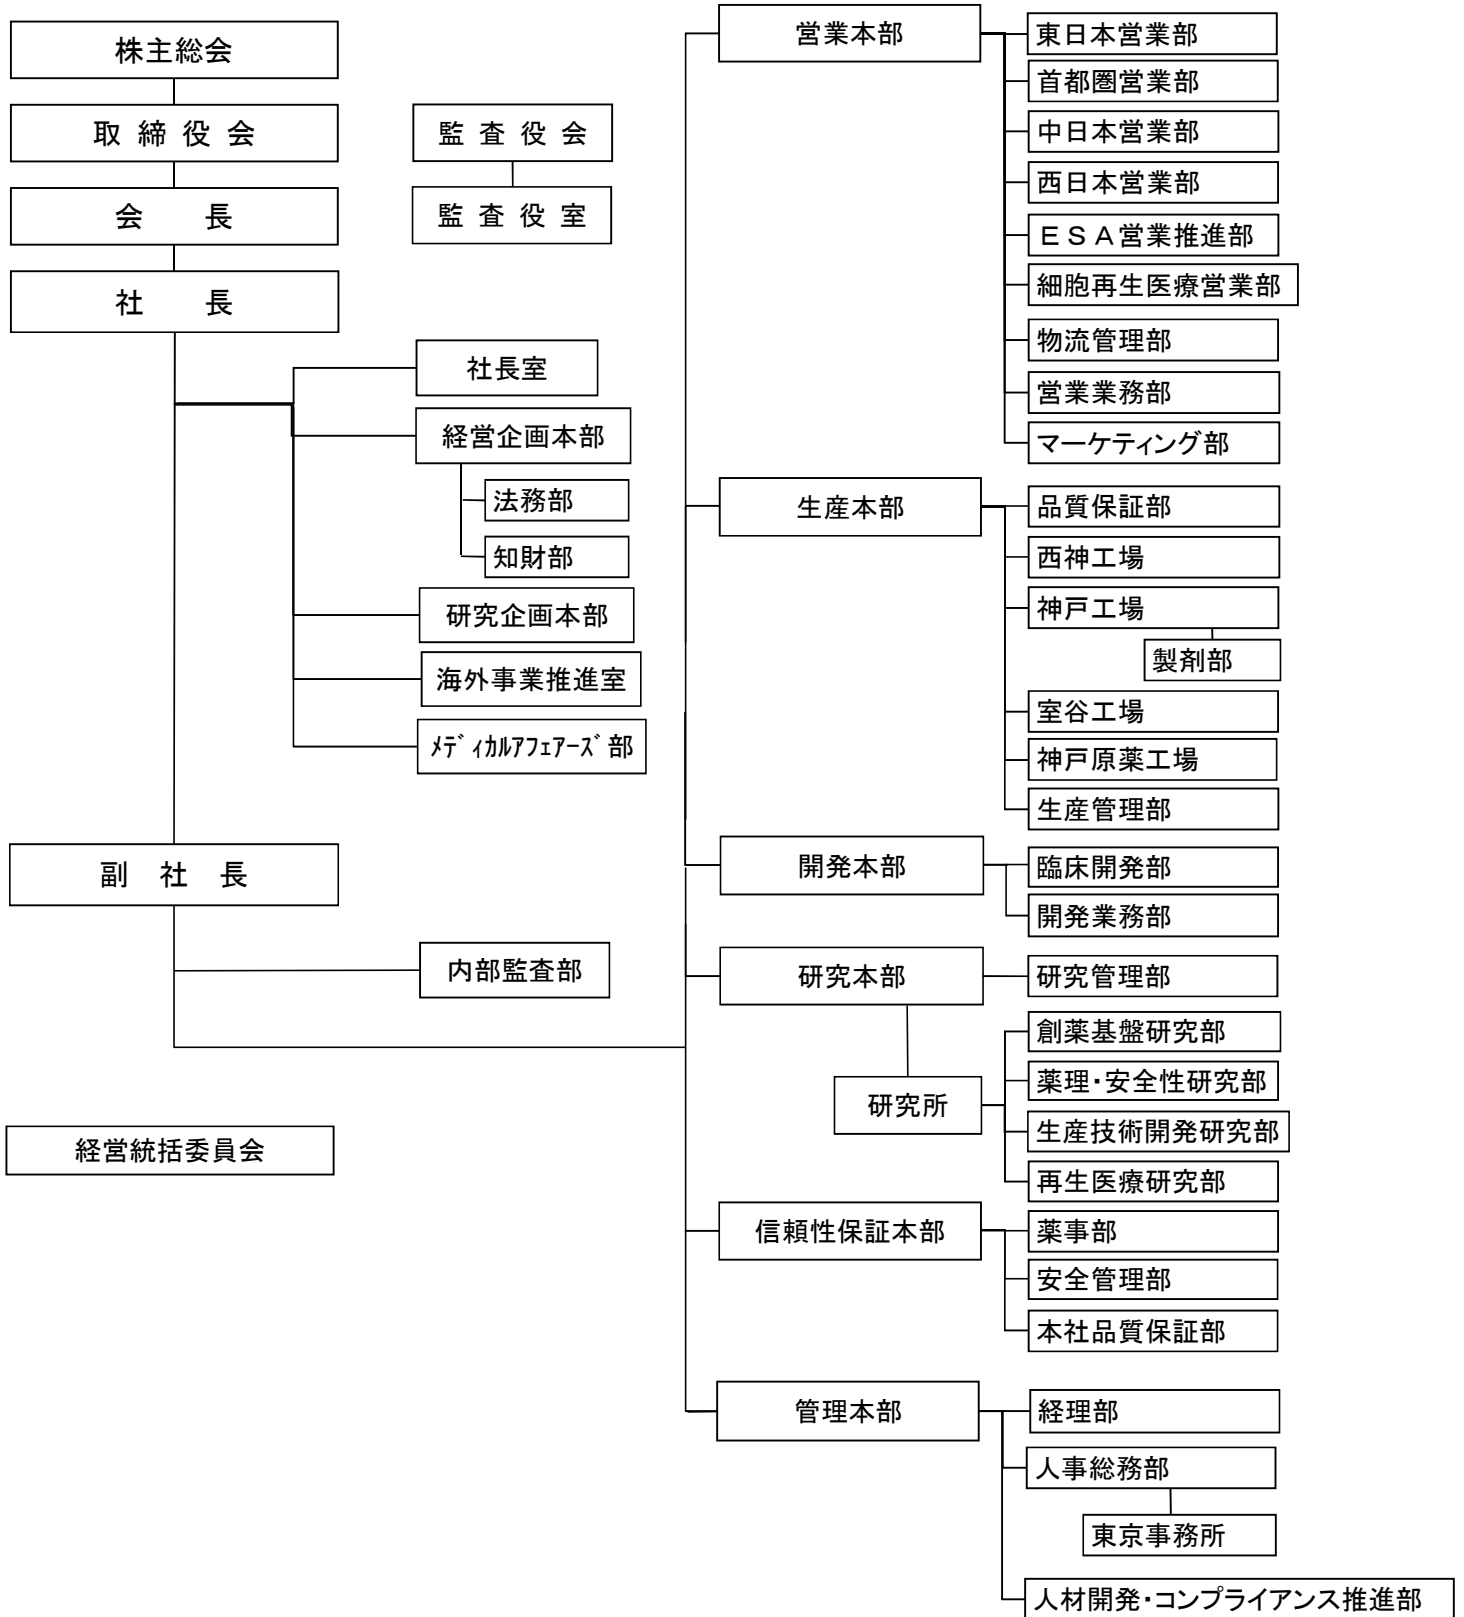 株主総会
取 締 役 会
会　　長
社　　長
監 査 役 会
監 査 役 室
社長室
経営企画本部
法務部
知財部
研究企画本部
海外事業推進室
ﾒﾃﾞｨｶﾙｱﾌｪｱｰｽﾞ部
副　社　長
内部監査部
経営統括委員会
営業本部
東日本営業部
首都圏営業部
中日本営業部
西日本営業部
ＥＳＡ営業推進部
細胞再生医療営業部
物流管理部
営業業務部
マーケティング部
生産本部
品質保証部
西神工場
神戸工場
製剤部
室谷工場
神戸原薬工場
生産管理部
開発本部
臨床開発部
開発業務部
研究本部
研究管理部
研究所
創薬基盤研究部
薬理・安全性研究部
生産技術開発研究部
再生医療研究部
信頼性保証本部
薬事部
安全管理部
本社品質保証部
管理本部
経理部
人事総務部
東京事務所
人材開発・コンプライアンス推進部